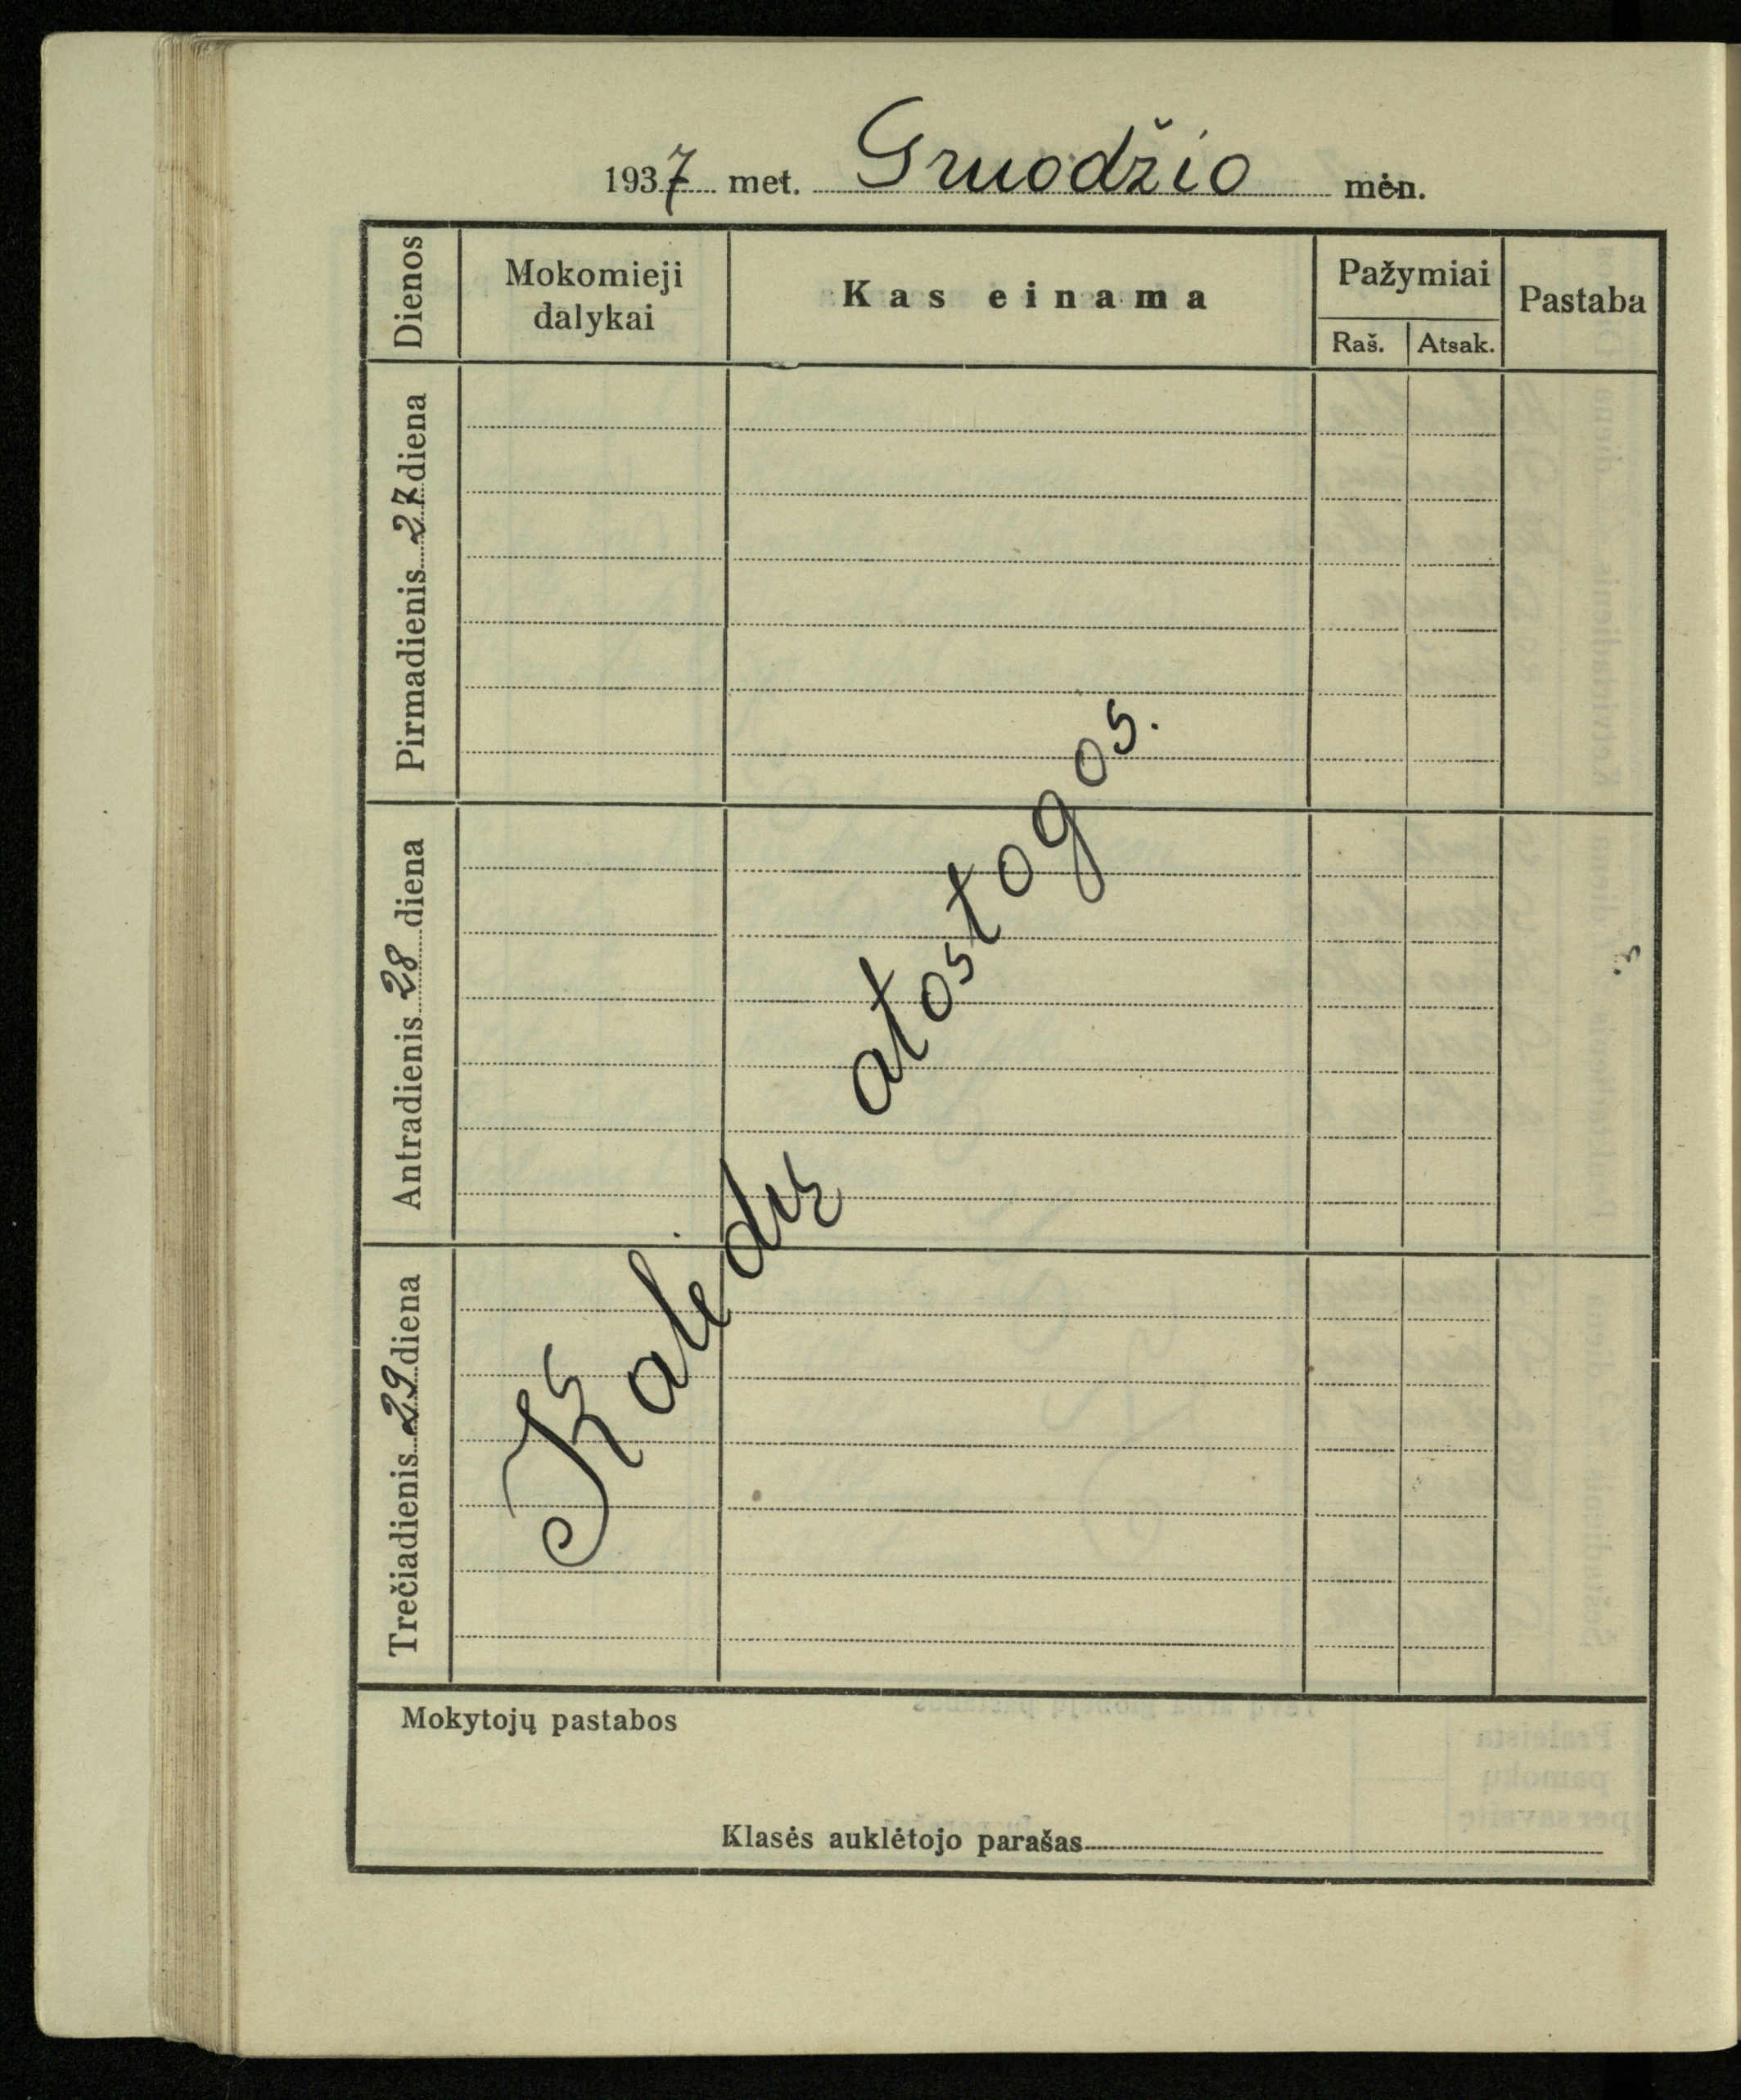 1937 met. Gruodžio mėn.
Dienos
Mokomieji dalykai
Kas einama
Pažymiai
Raš. Atsak.
Pastaba
Pirmadienis 27 diena
Antradienis 28 diena
Trečiadienis 29 diena
Kalėdų atostogos.
Mokytojų pastabos
Klasės auklėtojo parašas